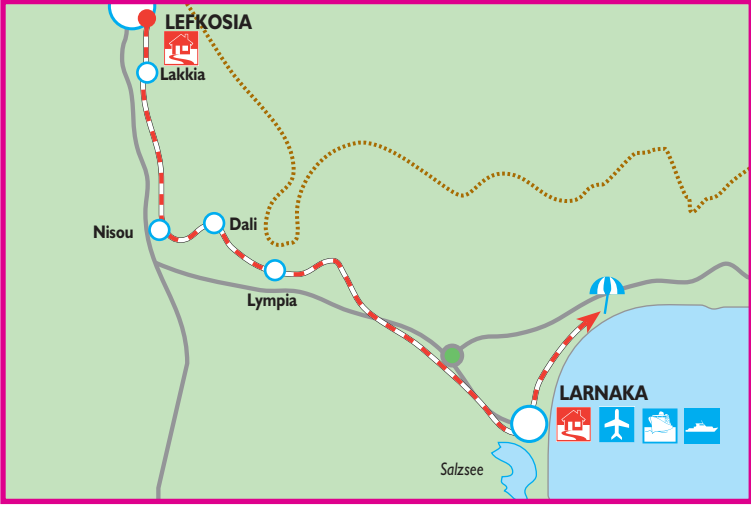 LEFKOSIA
Lakkia
Nisou
Dali
Lympia
LARNAKA
Salzsee